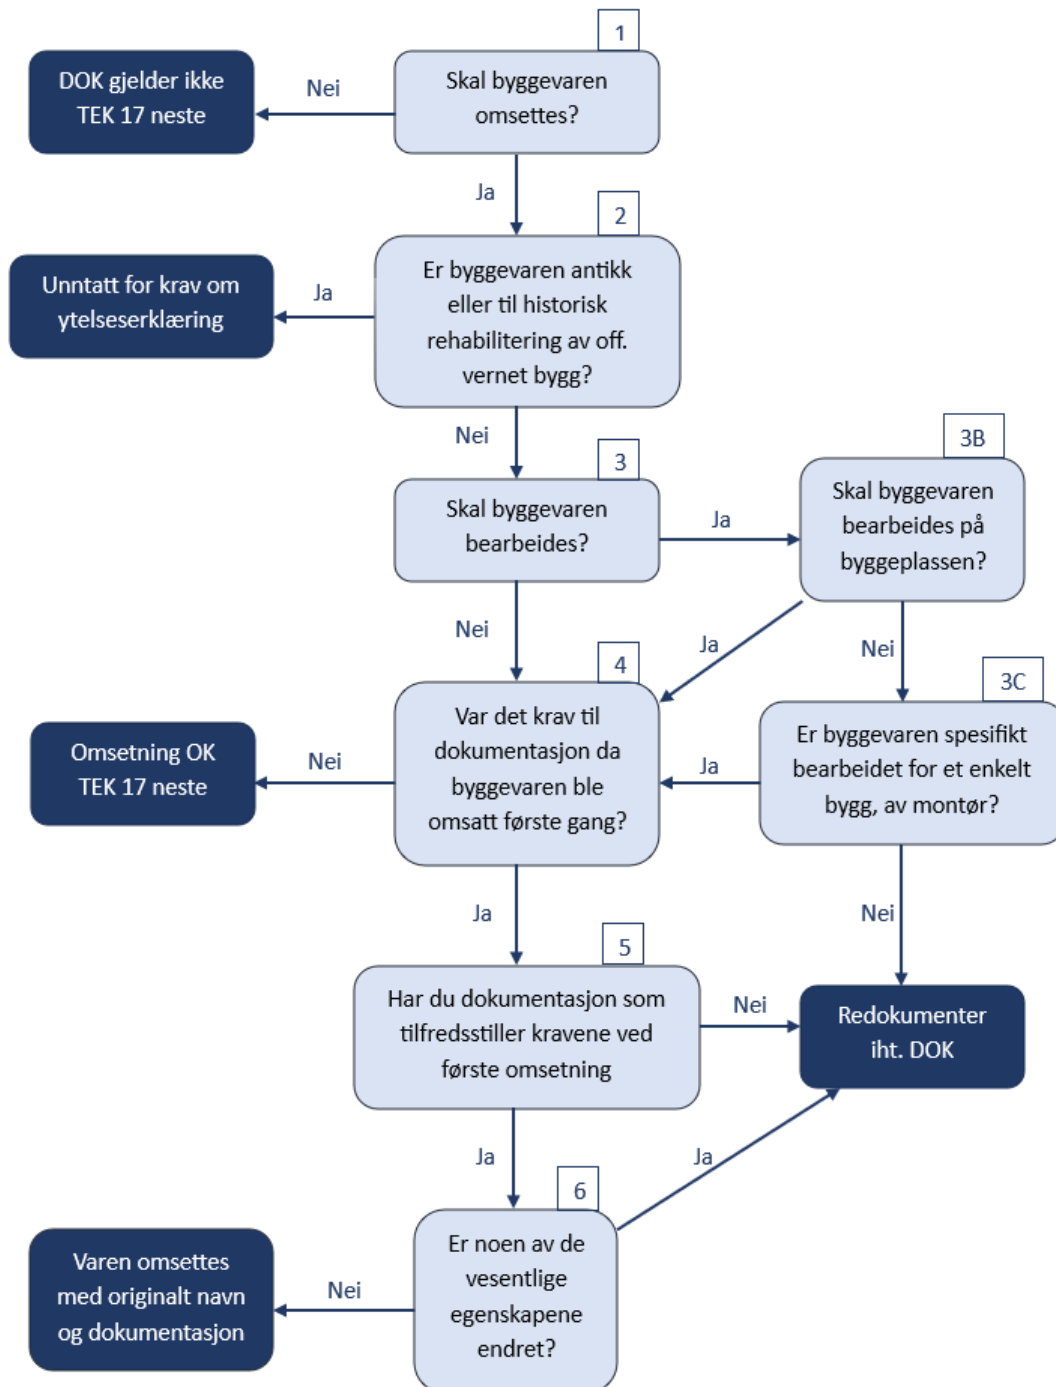 1
Skal byggevaren
omsettes?
Nei
DOK gjelder ikke
TEK 17 neste
Ja
2
Er byggevaren antikk
eller til historisk
rehabilitering av off.
vernet bygg?
Ja
Unntatt for krav om
ytelseserklæring
Nei
3
Skal byggevaren
bearbeides?
Ja
3B
Skal byggevaren
bearbeides på
byggeplassen?
Nei
Ja
Nei
4
Var det krav til
dokumentasjon da
byggevaren ble
omsatt første gang?
Nei
Omsetning OK
TEK 17 neste
3C
Er byggevaren spesifikt
bearbeidet for et enkelt
bygg, av montør?
Ja
Nei
Ja
5
Har du dokumentasjon som
tilfredsstiller kravene ved
første omsetning
Nei
Redokumenter
iht. DOK
Ja
6
Er noen av de
vesentlige
egenskapene
endret?
Ja
Nei
Varen omsettes
med originalt navn
og dokumentasjon